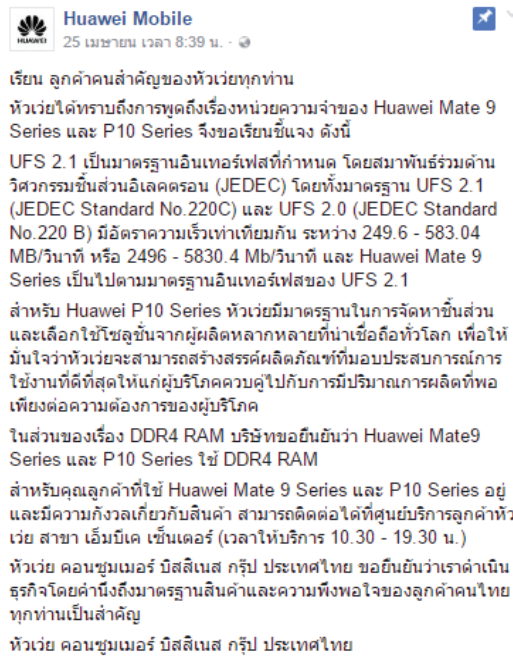 Huawei Mobile
HUAWEI
25 เมษายน เวลา 8:39 น. ·
เรียน ลูกค้าคนสำคัญของหัวเว่ยทุกท่าน
หัวเว่ยได้ทราบถึงการพูดถึงเรื่องหน่วยความจำของ Huawei Mate 9
Series และ P10 Series จึงขอเรียนชี้แจง ดังนี้
UFS 2.1 เป็นมาตรฐานอินเทอร์เฟสที่กำหนด โดยสมาพันธ์ร่วมด้าน
วิศวกรรมชิ้นส่วนอิเลคตรอน (JEDEC) โดยทั้งมาตรฐาน UFS 2.1
(JEDEC Standard No.220C) และ UFS 2.0 (JEDEC Standard
No.220 B) มีอัตราความเร็วเท่าเทียมกัน ระหว่าง 249.6 - 583.04
MB/วินาที หรือ 2496 - 5830.4 Mb/วินาที และ Huawei Mate 9
Series เป็นไปตามมาตรฐานอินเทอร์เฟสของ UFS 2.1
สำหรับ Huawei P10 Series หัวเว่ยมีมาตรฐานในการจัดหาชิ้นส่วน
และเลือกใช้โซลูชั่นจากผู้ผลิตหลากหลายที่น่าเชื่อถือทั่วโลก เพื่อให้
มั่นใจว่าหัวเว่ยจะสามารถสร้างสรรค์ผลิตภัณฑ์ที่มอบประสบการณ์การ
ใช้งานที่ดีที่สุดให้แก่ผู้บริโภคควบคู่ไปกับการมีปริมาณการผลิตที่พอ
เพียงต่อความต้องการของผู้บริโภค
ในส่วนของเรื่อง DDR4 RAM บริษัทขอยืนยันว่า Huawei Mate9
Series และ P10 Series ใช้ DDR4 RAM
สำหรับคุณลูกค้าที่ใช้ Huawei Mate 9 Series และ P10 Series อยู่
และมีความกังวลเกี่ยวกับสินค้า สามารถติดต่อได้ที่ศูนย์บริการลูกค้าหัว
เว่ย สาขา เอ็มบีเค เซ็นเตอร์ (เวลาให้บริการ 10.30 - 19.30 น.)
หัวเว่ย คอนซูมเมอร์ บิสสิเนส กรุ๊ป ประเทศไทย ขอยืนยันว่าเราดำเนิน
ธุรกิจโดยคำนึงถึงมาตรฐานสินค้าและความพึงพอใจของลูกค้าคนไทย
ทุกท่านเป็นสำคัญ
หัวเว่ย คอนซูมเมอร์ บิสสิเนส กรุ๊ป ประเทศไทย